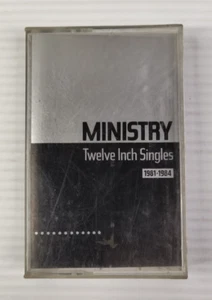 MINISTRY
Twelve Inch Singles
1981-1984